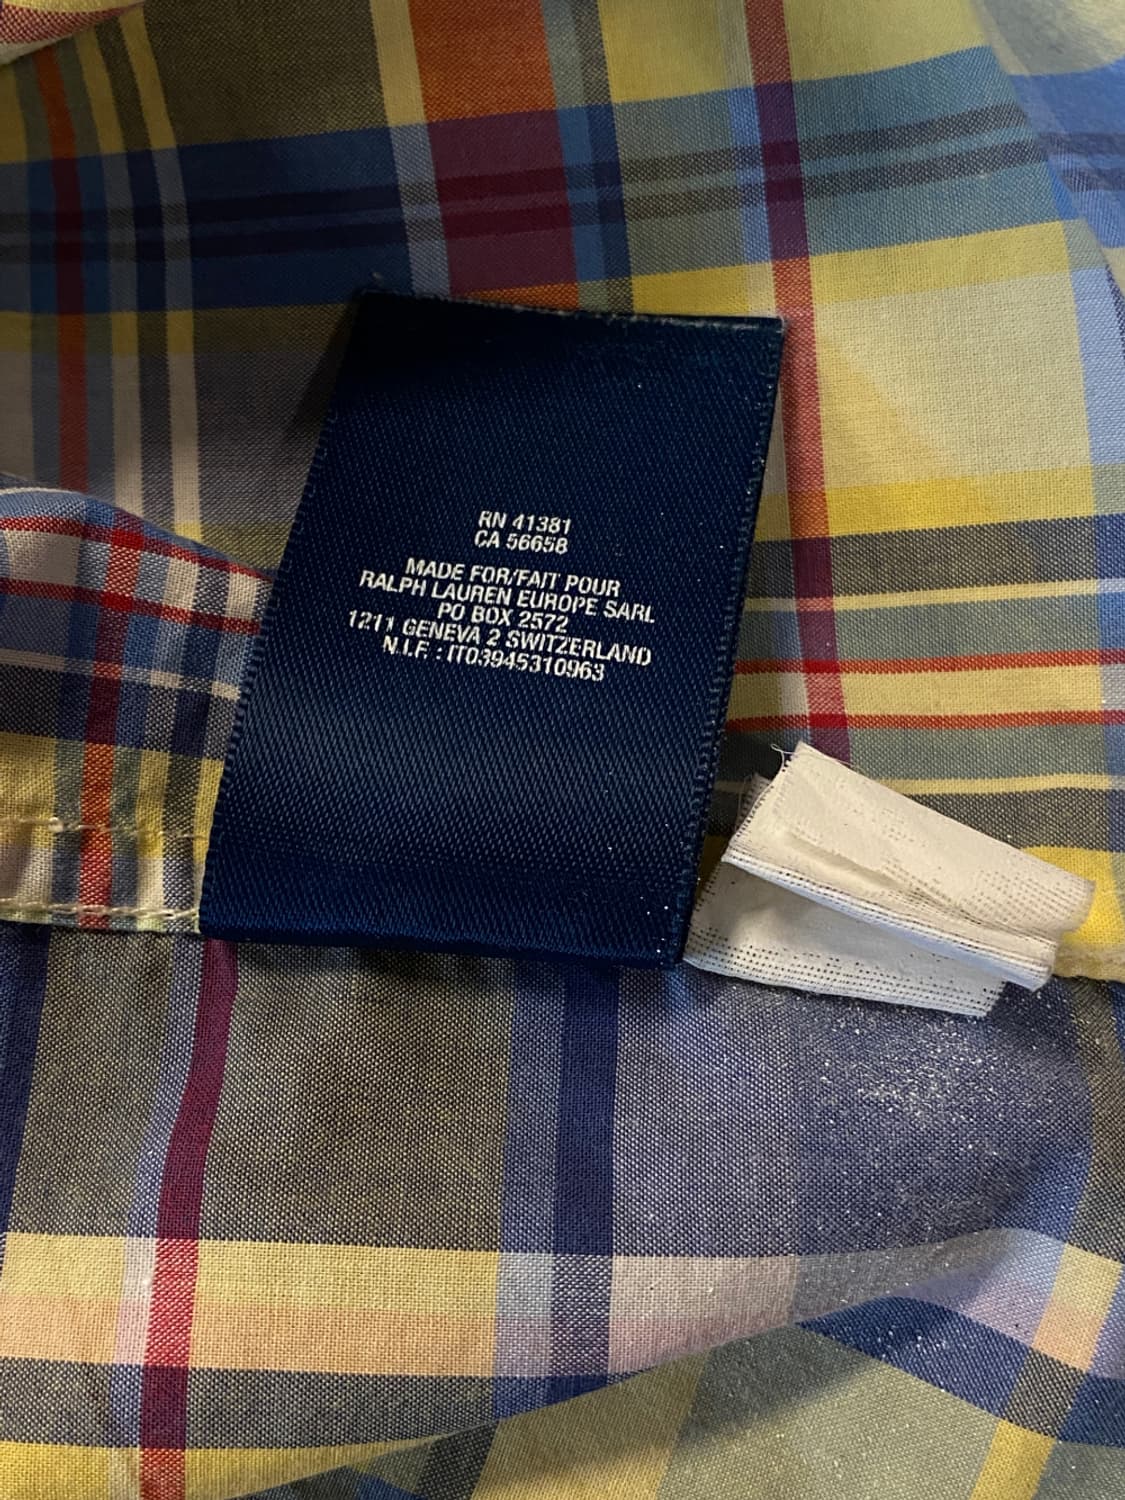 RN 41381
CA 56658
MADE FOR/FAIT POUR
RALPH LAUREN EUROPE SARL
PO BOX 2572
1211 GENEVA 2 SWITZERLAND
N.I.F. : IT03945310963